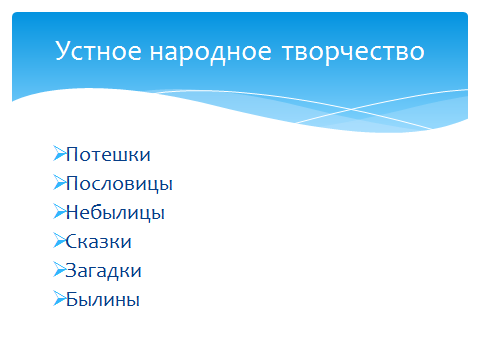 Устное народное творчество
Потешки
Пословицы
Небылицы
Сказки
Загадки
Былины